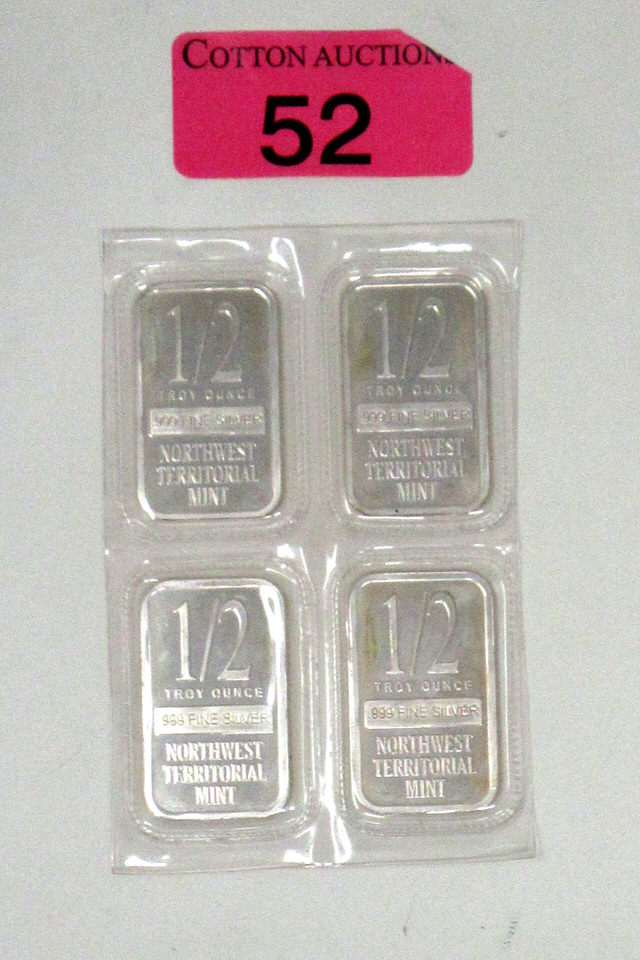 COTTON AUCTIONS
52
1/2
TROY OUNCE
999 FINE SILVER
NORTHWEST
TERRITORIAL
MINT
1/2
TROY OUNCE
999 FINE SILVER
NORTHWEST
TERRITORIAL
MINT
1/2
TROY OUNCE
999 FINE SILVER
NORTHWEST
TERRITORIAL
MINT
1/2
TROY OUNCE
999 FINE SILVER
NORTHWEST
TERRITORIAL
MINT